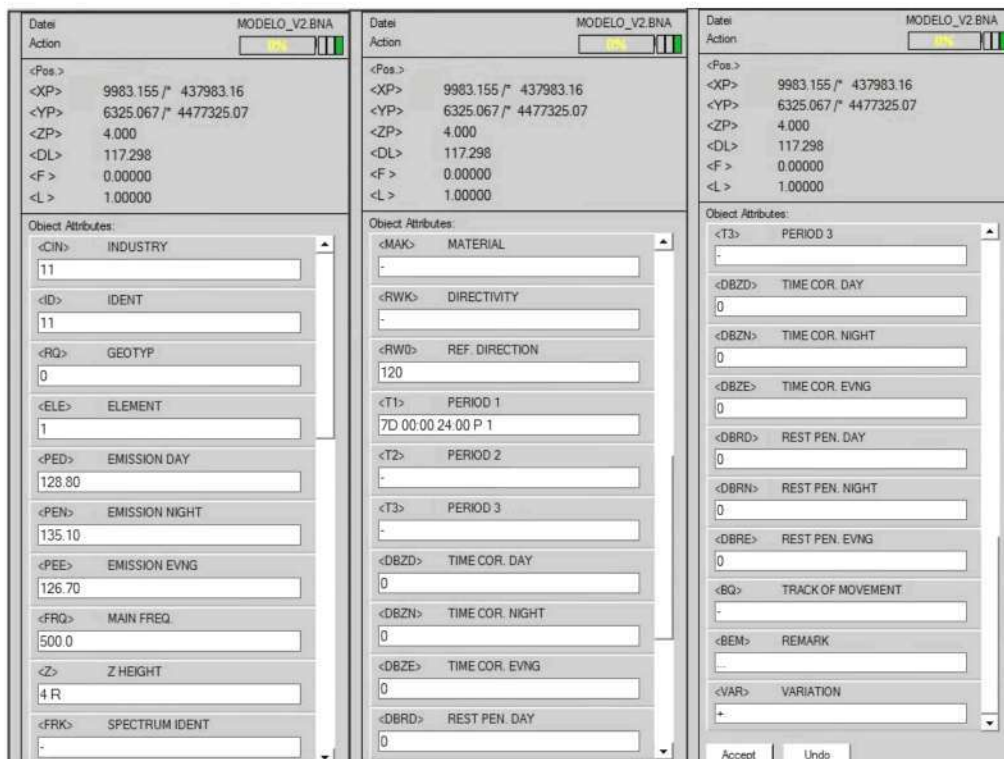 Datei MODELO_V2.BNA
Action 0%
<Pos.>
<XP> 9983.155 /* 437983.16
<YP> 6325.067 /* 4477325.07
<ZP> 4.000
<DL> 117.298
<F > 0.00000
<L > 1.00000
Object Attributes:
<CIN> INDUSTRY
11
<ID> IDENT
11
<RQ> GEOTYP
0
<ELE> ELEMENT
1
<PED> EMISSION DAY
128.80
<PEN> EMISSION NIGHT
135.10
<PEE> EMISSION EVNG
126.70
<FRQ> MAIN FREQ.
500.0
<Z> Z HEIGHT
4 R
<FRK> SPECTRUM IDENT
-
Datei MODELO_V2.BNA
Action 0%
<Pos.>
<XP> 9983.155 /* 437983.16
<YP> 6325.067 /* 4477325.07
<ZP> 4.000
<DL> 117.298
<F > 0.00000
<L > 1.00000
Object Attributes:
<MAK> MATERIAL
-
<RWK> DIRECTIVITY
-
<RW0> REF. DIRECTION
120
<T1> PERIOD 1
7D 00:00 24:00 P 1
<T2> PERIOD 2
-
<T3> PERIOD 3
-
<DBZD> TIME COR. DAY
0
<DBZN> TIME COR. NIGHT
0
<DBZE> TIME COR. EVNG
0
<DBRD> REST PEN. DAY
0
Datei MODELO_V2.BNA
Action 0%
<Pos.>
<XP> 9983.155 /* 437983.16
<YP> 6325.067 /* 4477325.07
<ZP> 4.000
<DL> 117.298
<F > 0.00000
<L > 1.00000
Object Attributes:
<T3> PERIOD 3
-
<DBZD> TIME COR. DAY
0
<DBZN> TIME COR. NIGHT
0
<DBZE> TIME COR. EVNG
0
<DBRD> REST PEN. DAY
0
<DBRN> REST PEN. NIGHT
0
<DBRE> REST PEN. EVNG
0
<BQ> TRACK OF MOVEMENT
-
<BEM> REMARK
...
<VAR> VARIATION
+
Accept Undo